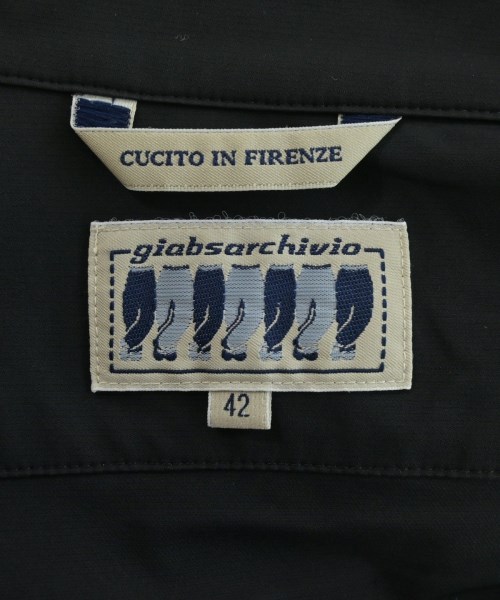 CUCITO IN FIRENZE
giabsarchivio
42